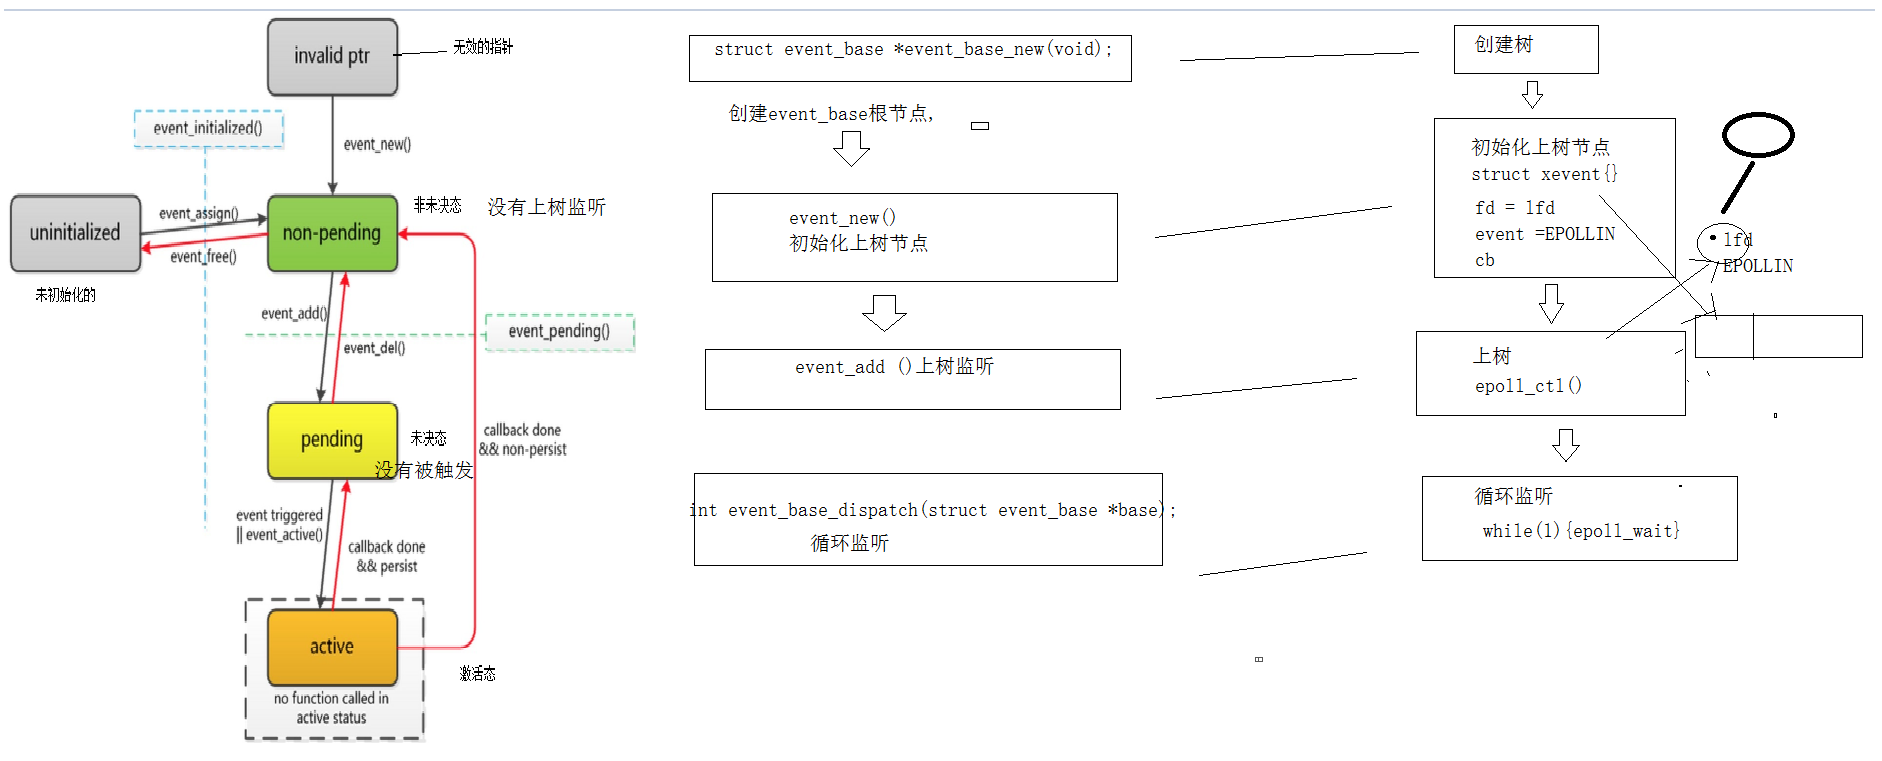 invalid ptr
无效的指针
event_initialized()
event_new()
uninitialized
event_assign()
event_free()
未初始化的
non-pending
非未决态
没有上树监听
event_add()
event_del()
event_pending()
pending
未决态
没有被触发
callback done
&& non-persist
event triggered
|| event_active()
callback done
&& persist
active
激活态
no function called in
active status
struct event_base *event_base_new(void);
创建event_base根节点,
event_new()
初始化上树节点
event_add ()上树监听
int event_base_dispatch(struct event_base *base);
循环监听
创建树
初始化上树节点
struct xevent{}
fd = lfd
event =EPOLLIN
cb
lfd
EPOLLIN
上树
epoll_ctl()
循环监听
while(1){epoll_wait}